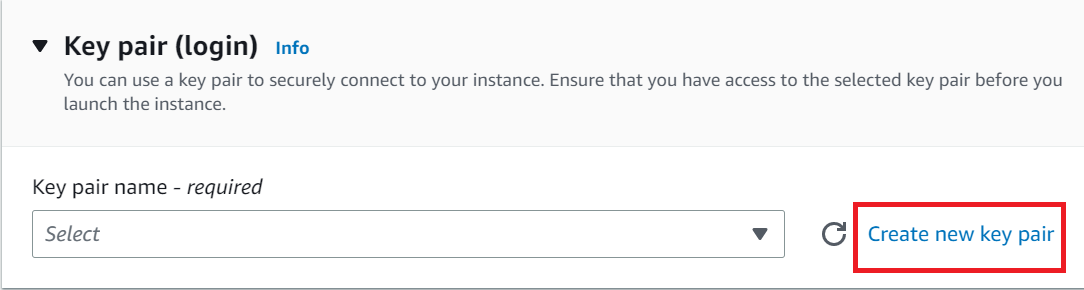 Key pair (login) Info
You can use a key pair to securely connect to your instance. Ensure that you have access to the selected key pair before you
launch the instance.
Key pair name - required
Select
Create new key pair